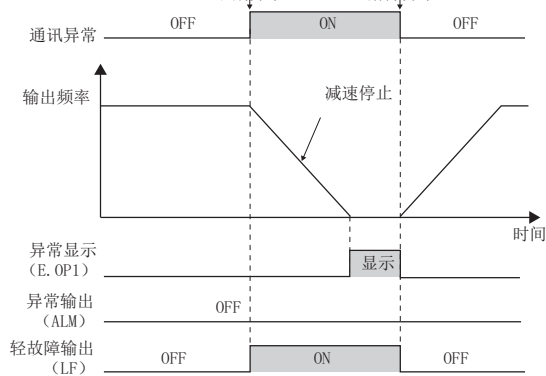 通讯异常 OFF ON OFF
输出频率
减速停止
时间
异常显示
(E.OP1)
显示
异常输出
(ALM)
OFF
轻故障输出
(LF)
OFF ON OFF